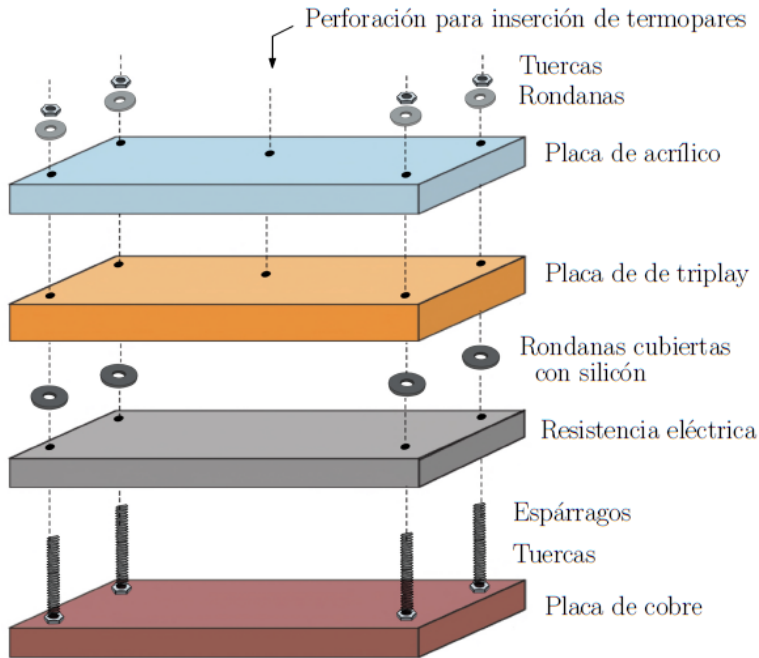 Perforación para inserción de termopares
Tuercas
Rondanas
Placa de acrílico
Placa de de triplay
Rondanas cubiertas
con silicón
Resistencia eléctrica
Espárragos
Tuercas
Placa de cobre